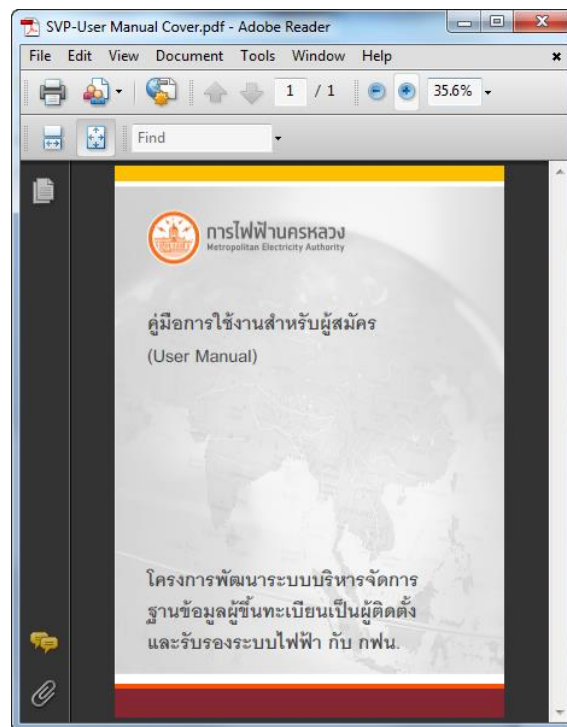 SVP-User Manual Cover.pdf - Adobe Reader
File Edit View Document Tools Window Help
1 / 1 35.6%
Find
การไฟฟ้านครหลวง
Metropolitan Electricity Authority
คู่มือการใช้งานสำหรับผู้สมัคร
(User Manual)
โครงการพัฒนาระบบบริหารจัดการ
ฐานข้อมูลผู้ขึ้นทะเบียนเป็นผู้ติดตั้ง
และรับรองระบบไฟฟ้า กับ กฟน.